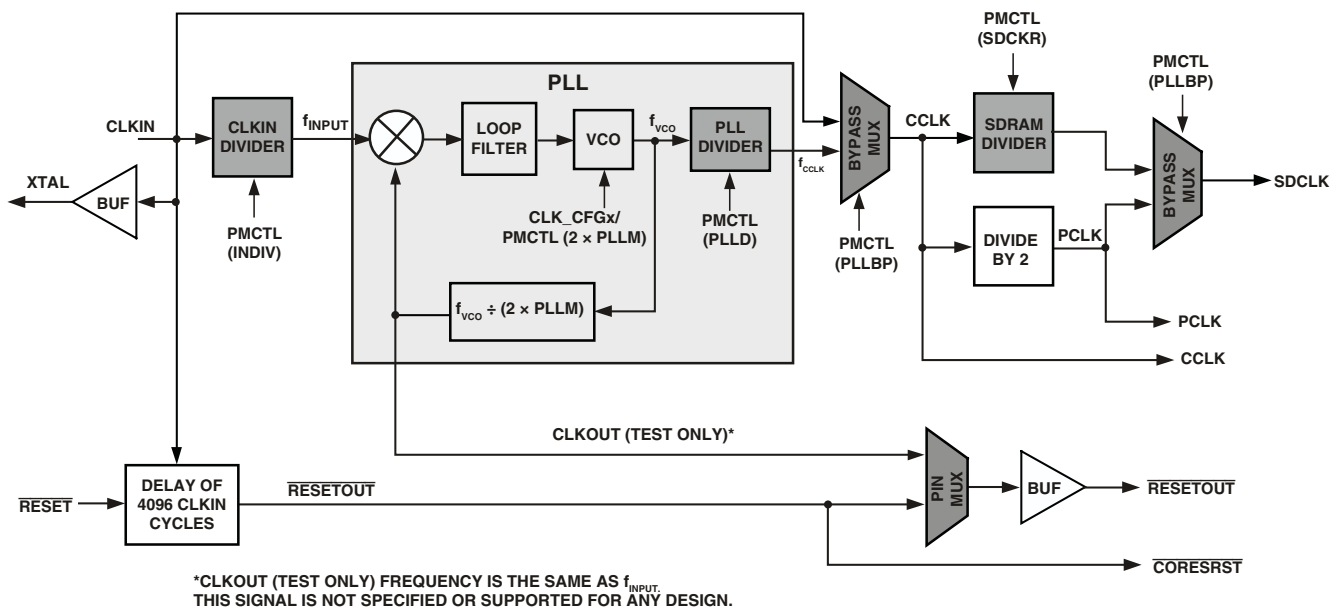 PMCTL
(SDCKR)
PMCTL
(PLLBP)
PLL
CLKIN
CLKIN
DIVIDER
fINPUT
LOOP
FILTER
VCO
fVCO
PLL
DIVIDER
fCCLK
BYPASS
MUX
CCLK
SDRAM
DIVIDER
BYPASS
MUX
SDCLK
XTAL
BUF
PMCTL
(INDIV)
CLK_CFGx/
PMCTL (2 × PLLM)
PMCTL
(PLLD)
PMCTL
(PLLBP)
DIVIDE
BY 2
PCLK
fVCO ÷ (2 × PLLM)
PCLK
CCLK
CLKOUT (TEST ONLY)*
RESET
DELAY OF
4096 CLKIN
CYCLES
RESETOUT
PIN
MUX
BUF
RESETOUT
CORESRST
*CLKOUT (TEST ONLY) FREQUENCY IS THE SAME AS fINPUT.
THIS SIGNAL IS NOT SPECIFIED OR SUPPORTED FOR ANY DESIGN.